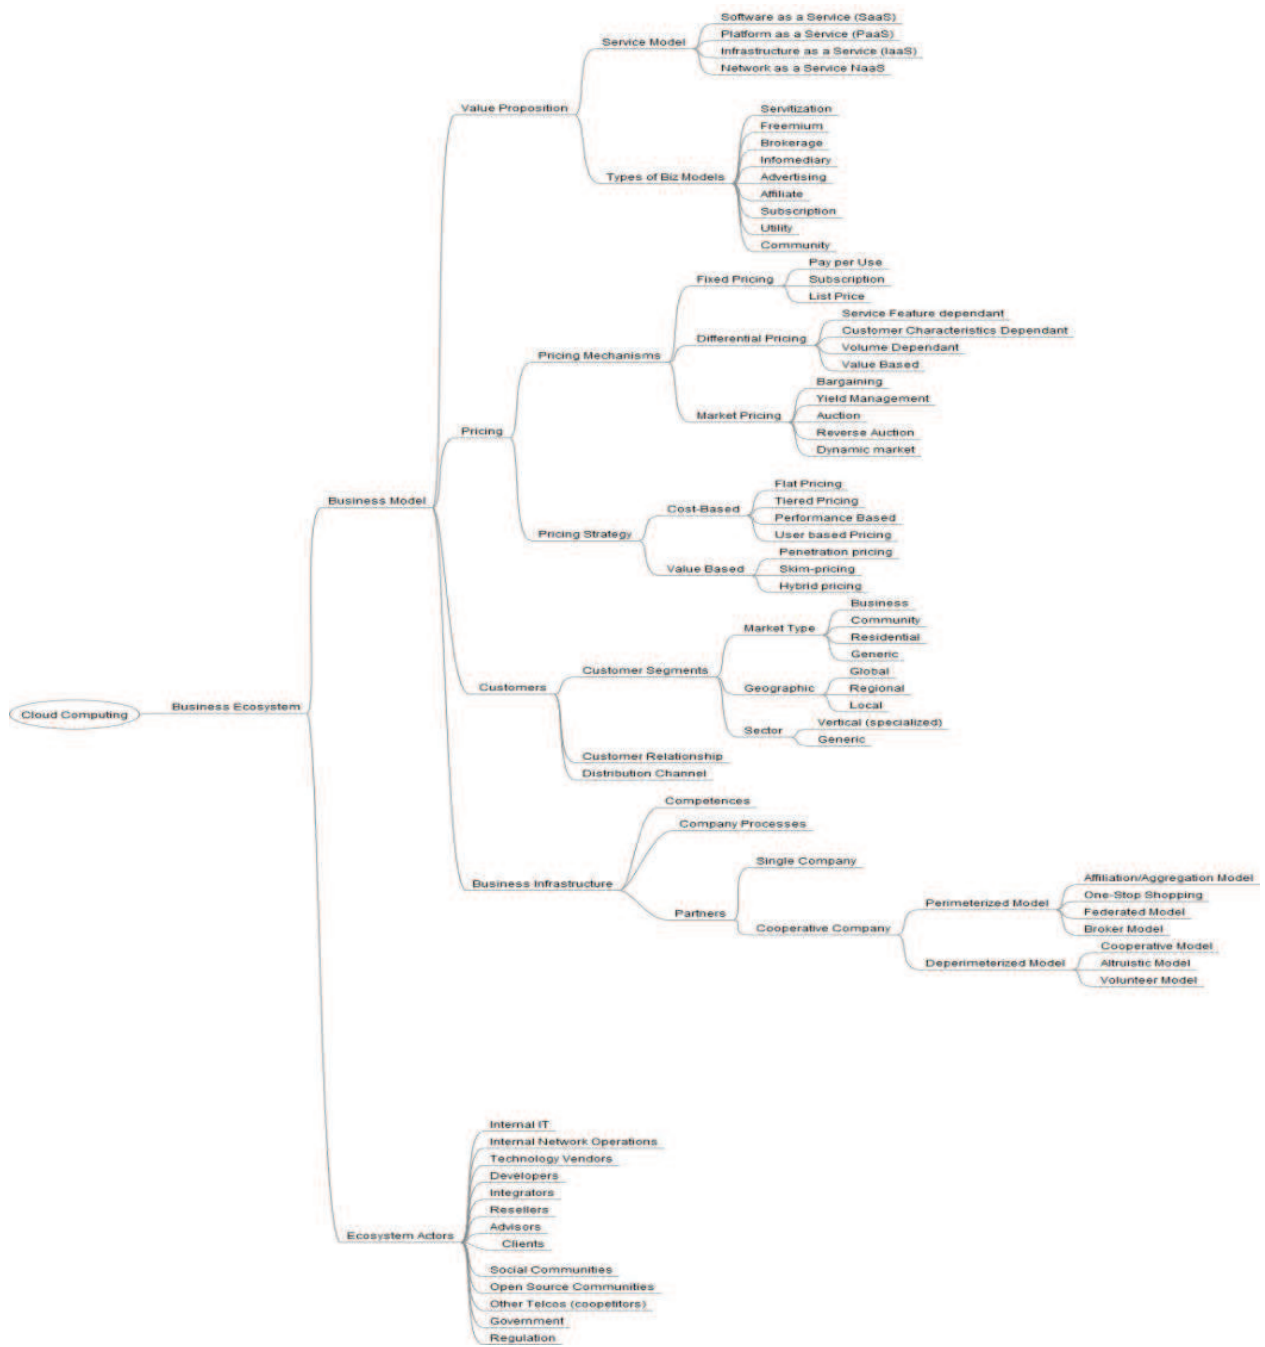 Software as a Service (SaaS)
Platform as a Service (PaaS)
Service Model
Infrastructure as a Service (IaaS)
Network as a Service NaaS
Value Proposition
Servitization
Freemium
Brokerage
Infomediary
Types of Biz Models
Advertising
Affiliate
Subscription
Utility
Community
Pay per Use
Fixed Pricing
Subscription
List Price
Service Feature dependant
Customer Characteristics Dependant
Differential Pricing
Volume Dependant
Value Based
Pricing Mechanisms
Bargaining
Yield Management
Market Pricing
Auction
Reverse Auction
Dynamic market
Pricing
Flat Pricing
Tiered Pricing
Cost-Based
Performance Based
User based Pricing
Pricing Strategy
Penetration pricing
Value Based
Skim-pricing
Hybrid pricing
Business Model
Business
Community
Market Type
Residential
Generic
Customer Segments
Global
Geographic
Regional
Local
Customers
Vertical (specialized)
Sector
Generic
Customer Relationship
Distribution Channel
Cloud Computing
Business Ecosystem
Competences
Company Processes
Business Infrastructure
Single Company
Partners
Cooperative Company
Affiliation/Aggregation Model
One-Stop Shopping
Perimeterized Model
Federated Model
Broker Model
Cooperative Model
Deperimeterized Model
Altruistic Model
Volunteer Model
Internal IT
Internal Network Operations
Technology Vendors
Developers
Integrators
Resellers
Advisors
Ecosystem Actors
Clients
Social Communities
Open Source Communities
Other Telcos (coopetitors)
Government
Regulation